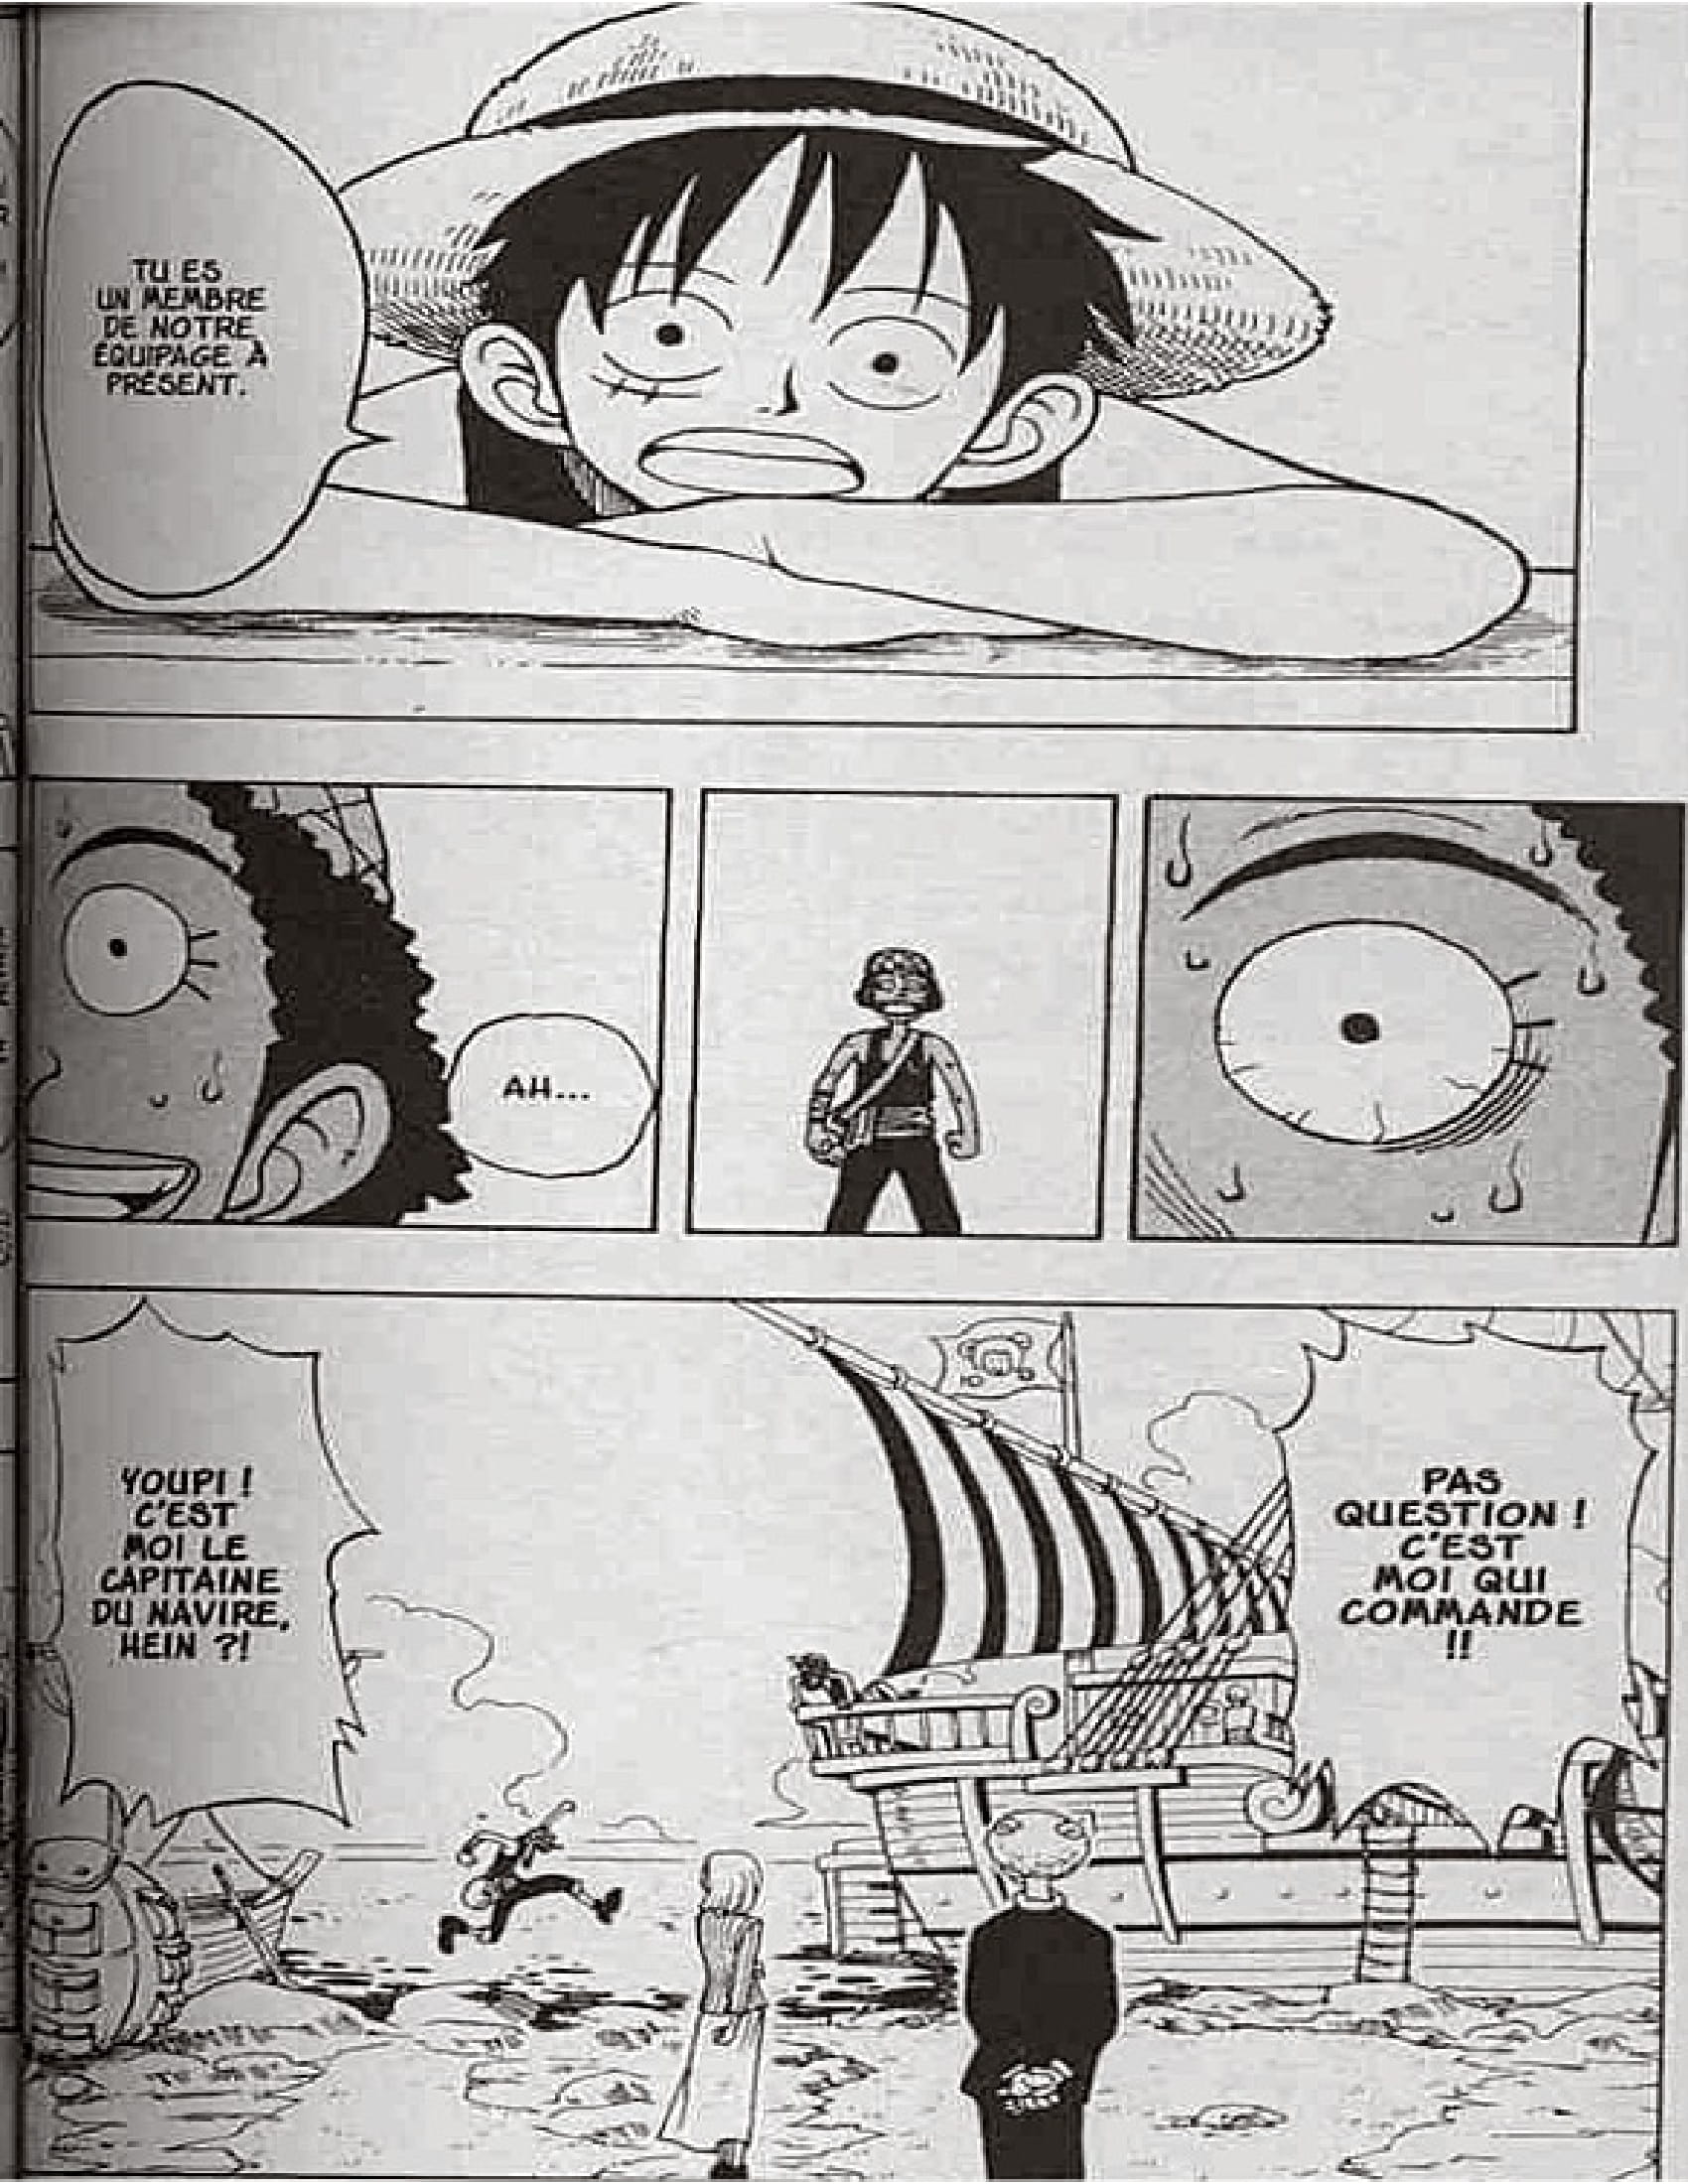 TU ES
UN MEMBRE
DE NOTRE
ÉQUIPAGE À
PRÉSENT.
AH...
YOUPI !
C'EST
MOI LE
CAPITAINE
DU NAVIRE,
HEIN ?!
PAS
QUESTION !
C'EST
MOI QUI
COMMANDE
!!